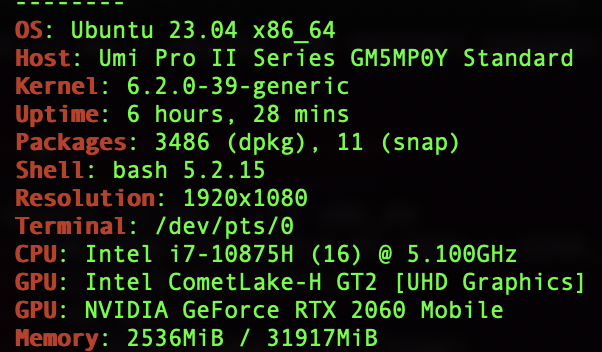 --------
OS: Ubuntu 23.04 x86_64
Host: Umi Pro II Series GM5MP0Y Standard
Kernel: 6.2.0-39-generic
Uptime: 6 hours, 28 mins
Packages: 3486 (dpkg), 11 (snap)
Shell: bash 5.2.15
Resolution: 1920x1080
Terminal: /dev/pts/0
CPU: Intel i7-10875H (16) @ 5.100GHz
GPU: Intel CometLake-H GT2 [UHD Graphics]
GPU: NVIDIA GeForce RTX 2060 Mobile
Memory: 2536MiB / 31917MiB